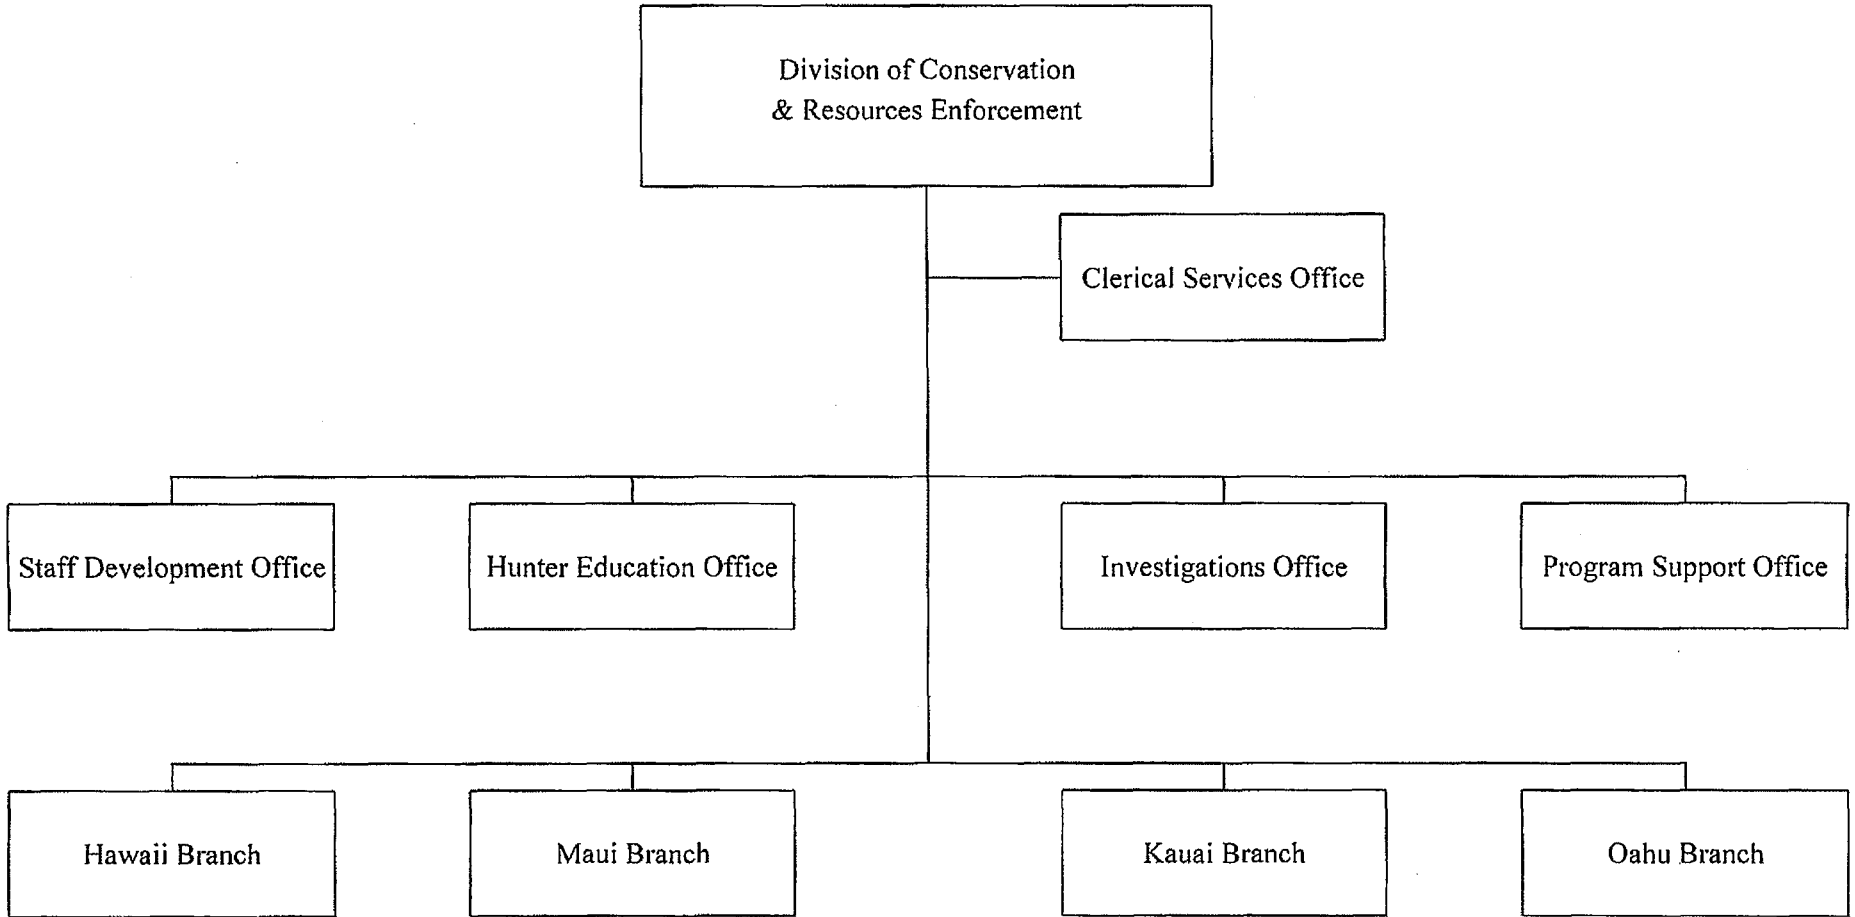 Division of Conservation
& Resources Enforcement
Clerical Services Office
Staff Development Office
Hunter Education Office
Investigations Office
Program Support Office
Hawaii Branch
Maui Branch
Kauai Branch
Oahu Branch